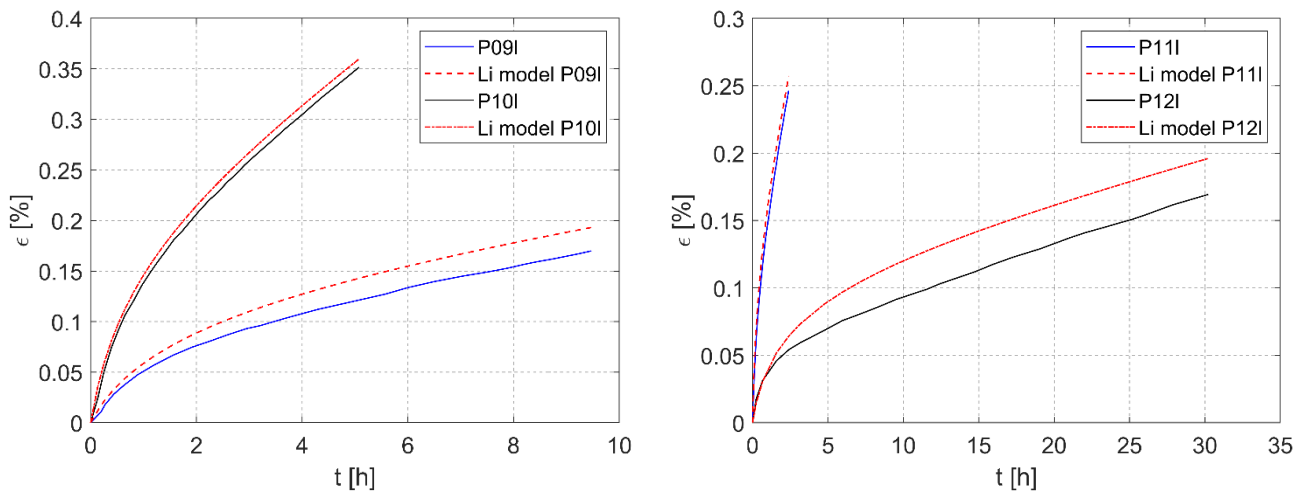 0.4
0.35
0.3
0.25
0.2
0.15
0.1
0.05
0
ϵ [%]
0 2 4 6 8 10
t [h]
P09I
Li model P09I
P10I
Li model P10I
0.3
0.25
0.2
0.15
0.1
0.05
0
ϵ [%]
0 5 10 15 20 25 30 35
t [h]
P11I
Li model P11I
P12I
Li model P12I